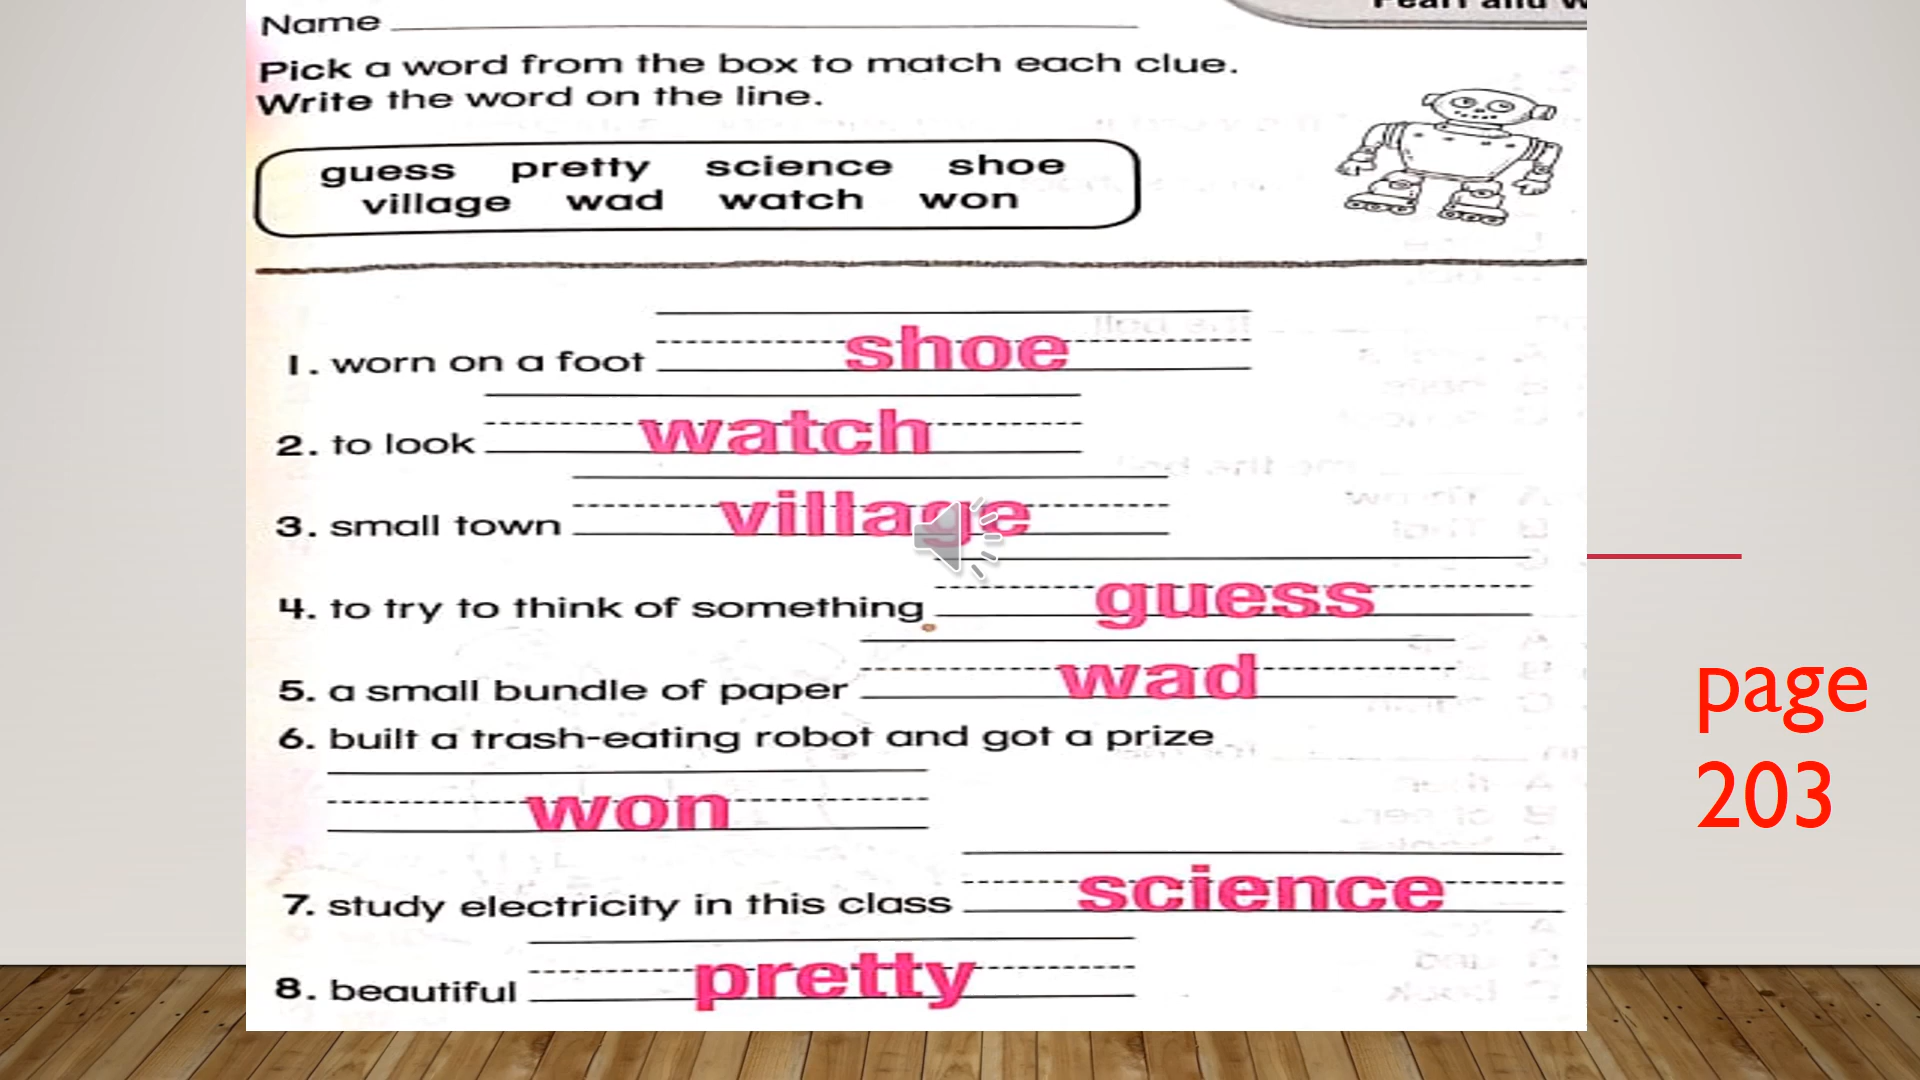 Pearl and
Name
Pick a word from the box to match each clue.
Write the word on the line.
guess pretty science shoe
village wad watch won
1. worn on a foot shoe
2. to look watch
3. small town village
4. to try to think of something guess
5. a small bundle of paper wad
6. built a trash-eating robot and got a prize
won
7. study electricity in this class science
8. beautiful pretty
page
203